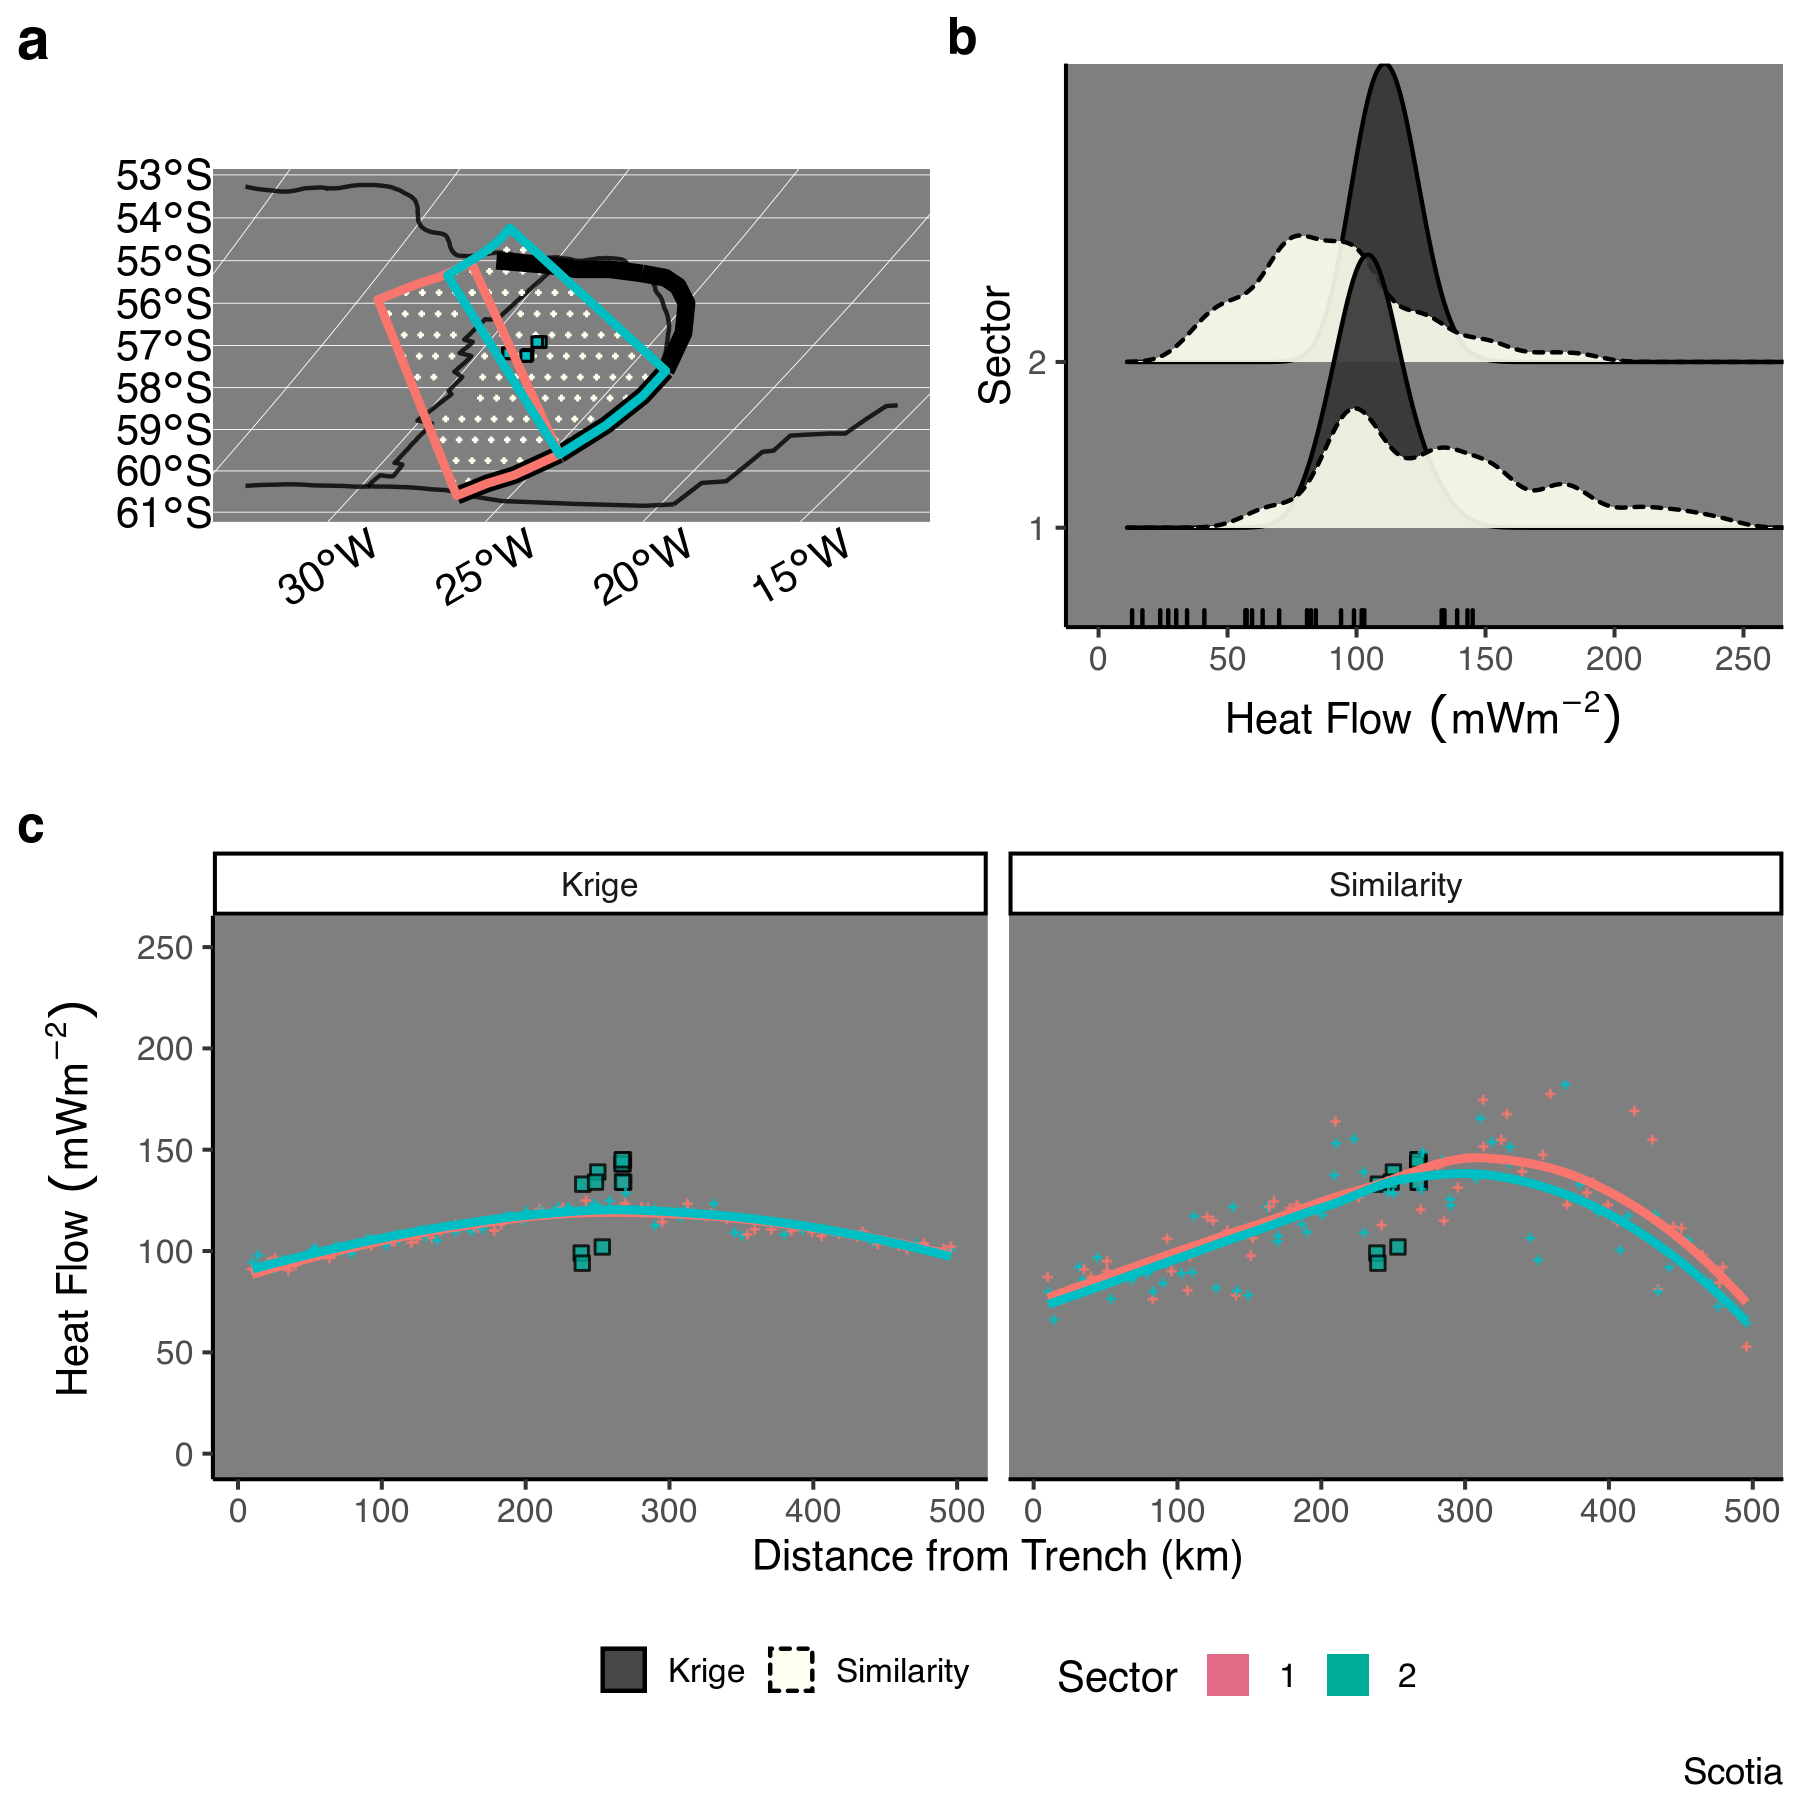 a
53°S
54°S
55°S
56°S
57°S
58°S
59°S
60°S
61°S
30°W 25°W 20°W 15°W
b
Sector
2
1
0 50 100 150 200 250
Heat Flow (mWm⁻²)
c
Krige Similarity
Heat Flow (mWm⁻²)
250
200
150
100
50
0
0 100 200 300 400 500 0 100 200 300 400 500
Distance from Trench (km)
Krige Similarity Sector 1 2
Scotia